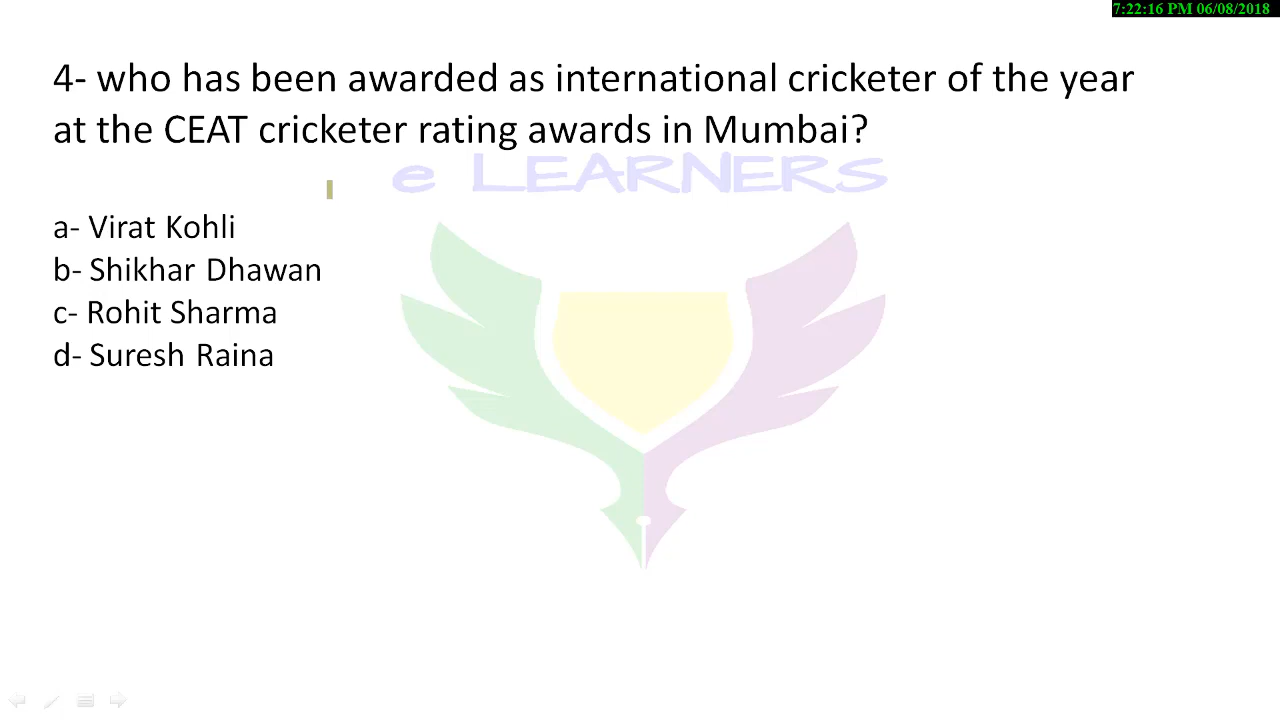 7:22:16 PM 06/08/2018
4- who has been awarded as international cricketer of the year
at the CEAT cricketer rating awards in Mumbai?
e LEARNERS
a- Virat Kohli
b- Shikhar Dhawan
c- Rohit Sharma
d- Suresh Raina